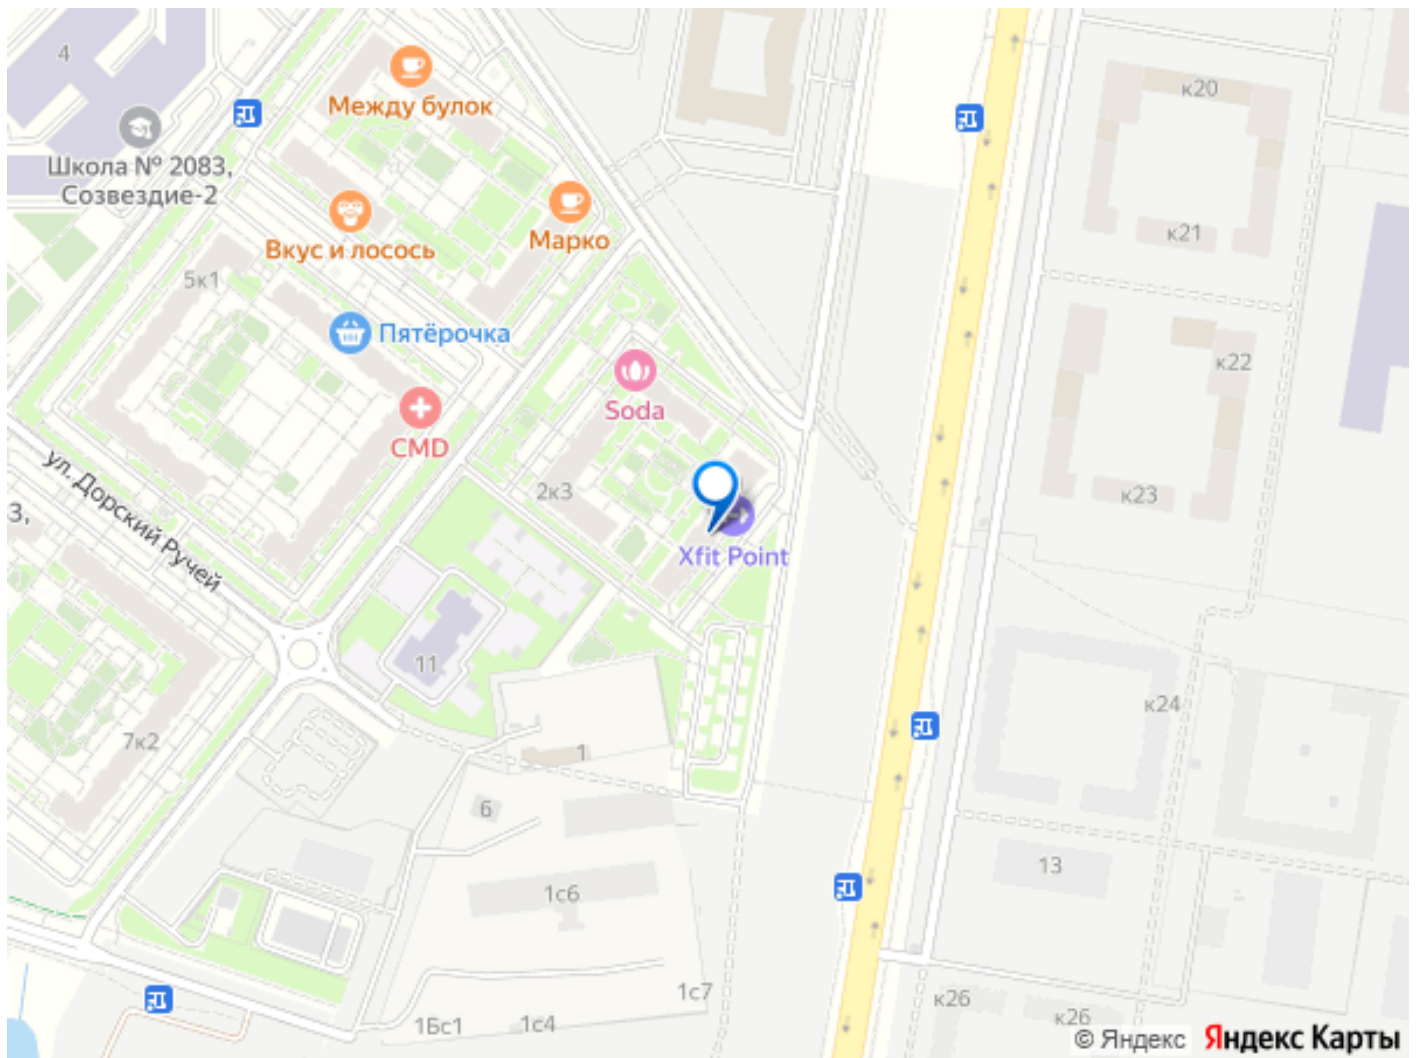 4
Между булок
Школа № 2083,
Созвездие-2
к20
Вкус и лосось
Марко
к21
5к1
Пятёрочка
к22
Soda
CMD
2к3
к23
ул. Дорский Ручей
3,
Xfit Point
11
к24
7к2
1
6
13
1с6
1с7
к26
к26
1Бс1
1с4
© Яндекс
Яндекс Карты